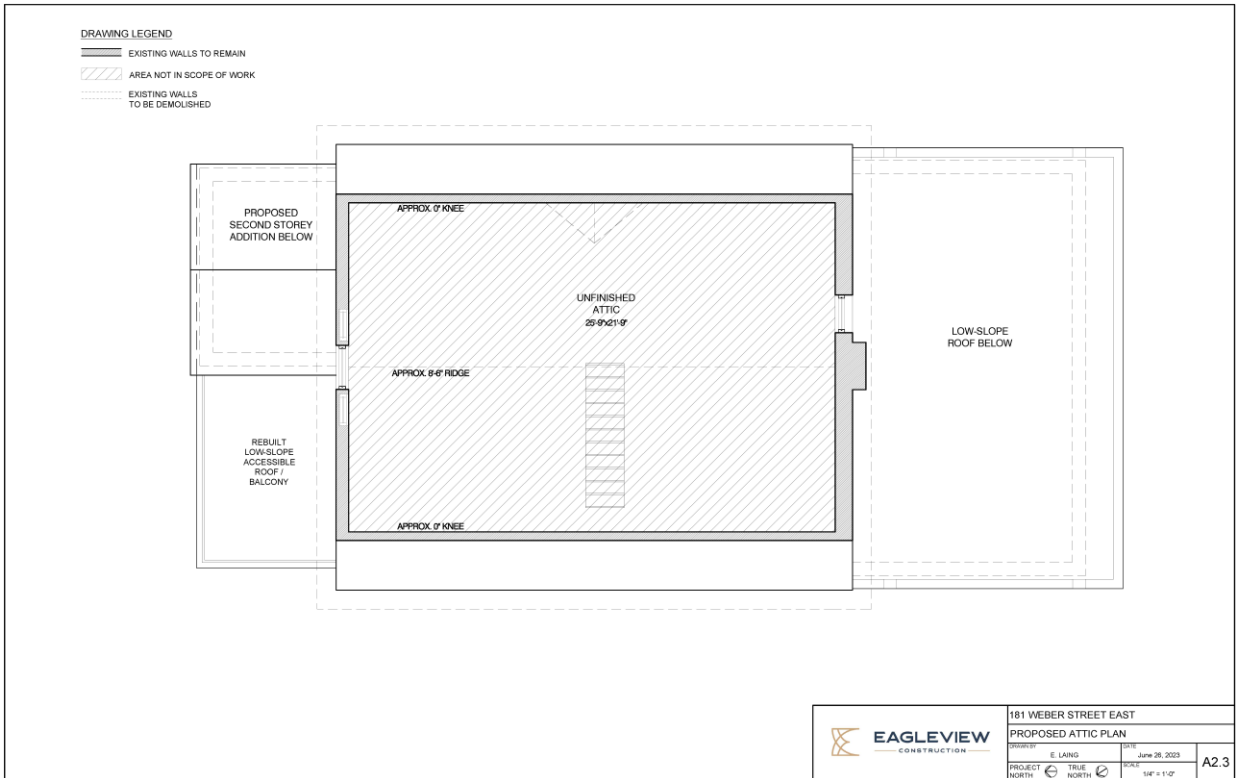 DRAWING LEGEND
EXISTING WALLS TO REMAIN
AREA NOT IN SCOPE OF WORK
EXISTING WALLS
TO BE DEMOLISHED
PROPOSED
SECOND STOREY
ADDITION BELOW
APPROX. 0" KNEE
UNFINISHED
ATTIC
25'-9"x21'-9"
LOW-SLOPE
ROOF BELOW
APPROX. 8'-6" RIDGE
REBUILT
LOW-SLOPE
ACCESSIBLE
ROOF /
BALCONY
APPROX. 0" KNEE
EAGLEVIEW
CONSTRUCTION
181 WEBER STREET EAST
PROPOSED ATTIC PLAN
DRAWN BY
E. LAING
DATE
June 26, 2023
PROJECT
NORTH
TRUE
NORTH
SCALE
1/4" = 1'-0"
A2.3